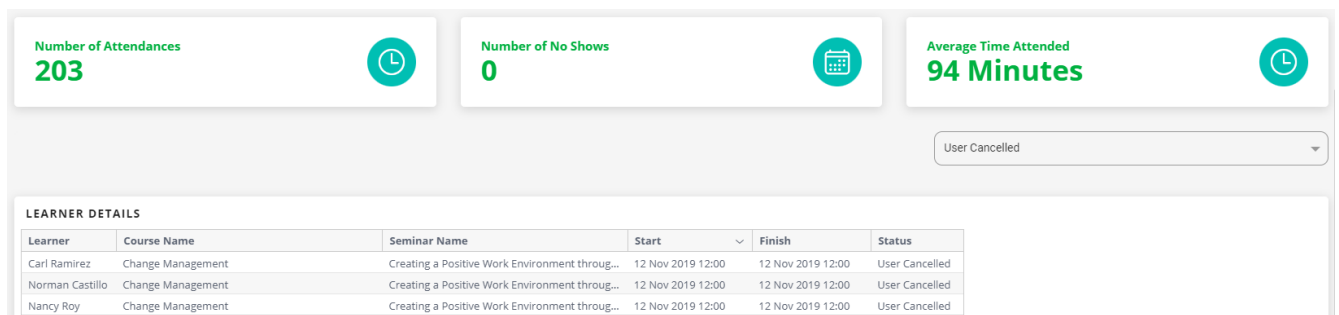 Number of Attendances
203
Number of No Shows
0
Average Time Attended
94 Minutes
User Cancelled
LEARNER DETAILS
Learner Course Name Seminar Name Start Finish Status
Carl Ramirez Change Management Creating a Positive Work Environment throug... 12 Nov 2019 12:00 12 Nov 2019 12:00 User Cancelled
Norman Castillo Change Management Creating a Positive Work Environment throug... 12 Nov 2019 12:00 12 Nov 2019 12:00 User Cancelled
Nancy Roy Change Management Creating a Positive Work Environment throug... 12 Nov 2019 12:00 12 Nov 2019 12:00 User Cancelled